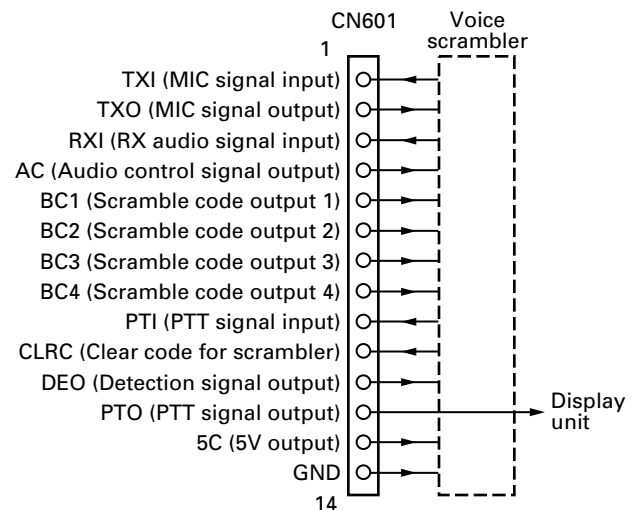 CN601
Voice
scrambler
1
TXI (MIC signal input)
TXO (MIC signal output)
RXI (RX audio signal input)
AC (Audio control signal output)
BC1 (Scramble code output 1)
BC2 (Scramble code output 2)
BC3 (Scramble code output 3)
BC4 (Scramble code output 4)
PTI (PTT signal input)
CLRC (Clear code for scrambler)
DEO (Detection signal output)
PTO (PTT signal output)
Display
unit
5C (5V output)
GND
14